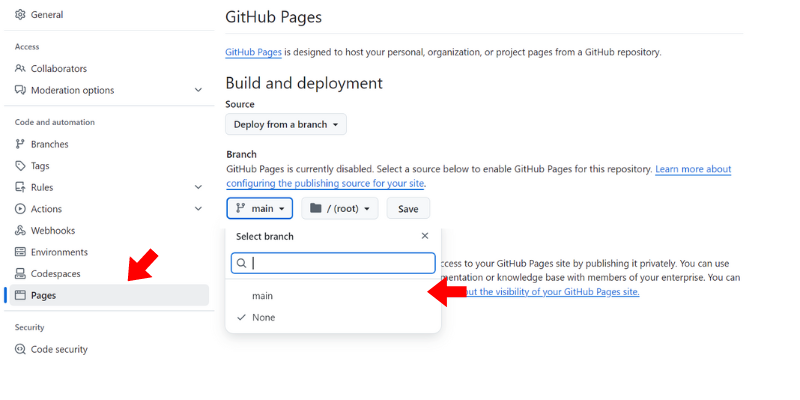 General
Access
Collaborators
Moderation options
Code and automation
Branches
Tags
Rules
Actions
Webhooks
Environments
Codespaces
Pages
Security
Code security
GitHub Pages
GitHub Pages is designed to host your personal, organization, or project pages from a GitHub repository.
Build and deployment
Source
Deploy from a branch
Branch
GitHub Pages is currently disabled. Select a source below to enable GitHub Pages for this repository. Learn more about
configuring the publishing source for your site.
main / (root) Save
Select branch
main
None
ccess to your GitHub Pages site by publishing it privately. You can use
mentation or knowledge base with members of your enterprise. You can
ut the visibility of your GitHub Pages site.